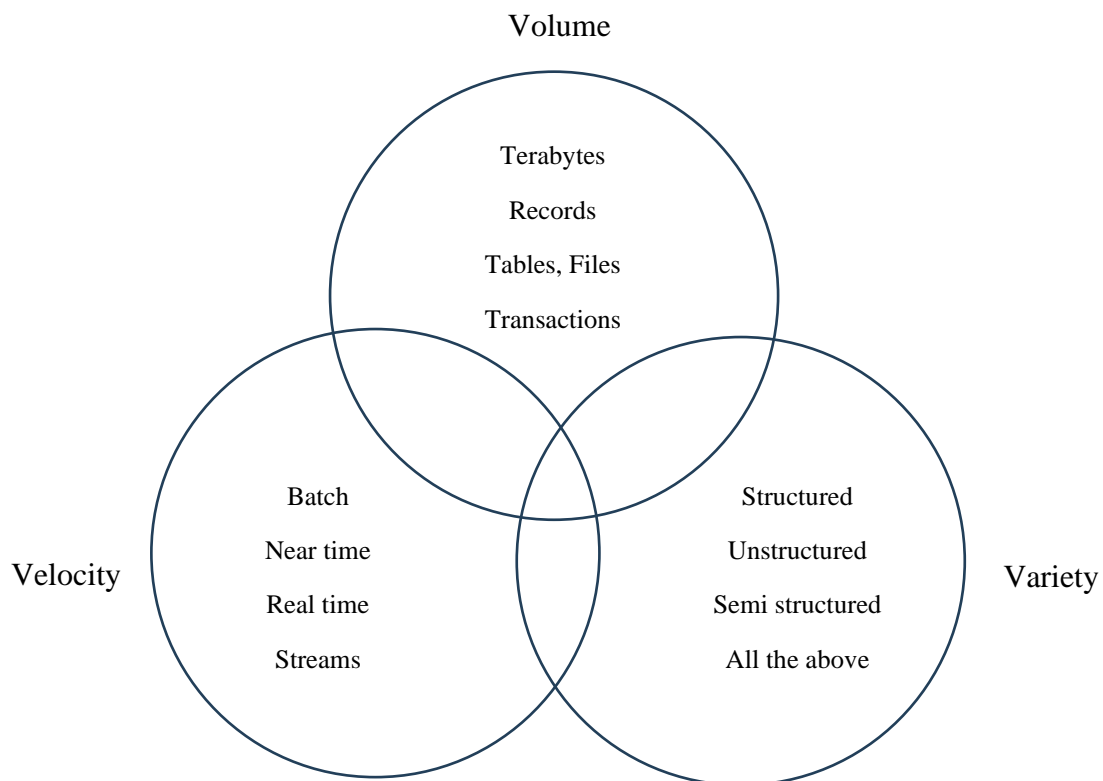 Volume
Terabytes
Records
Tables, Files
Transactions
Velocity
Batch
Near time
Real time
Streams
Structured
Unstructured
Semi structured
All the above
Variety